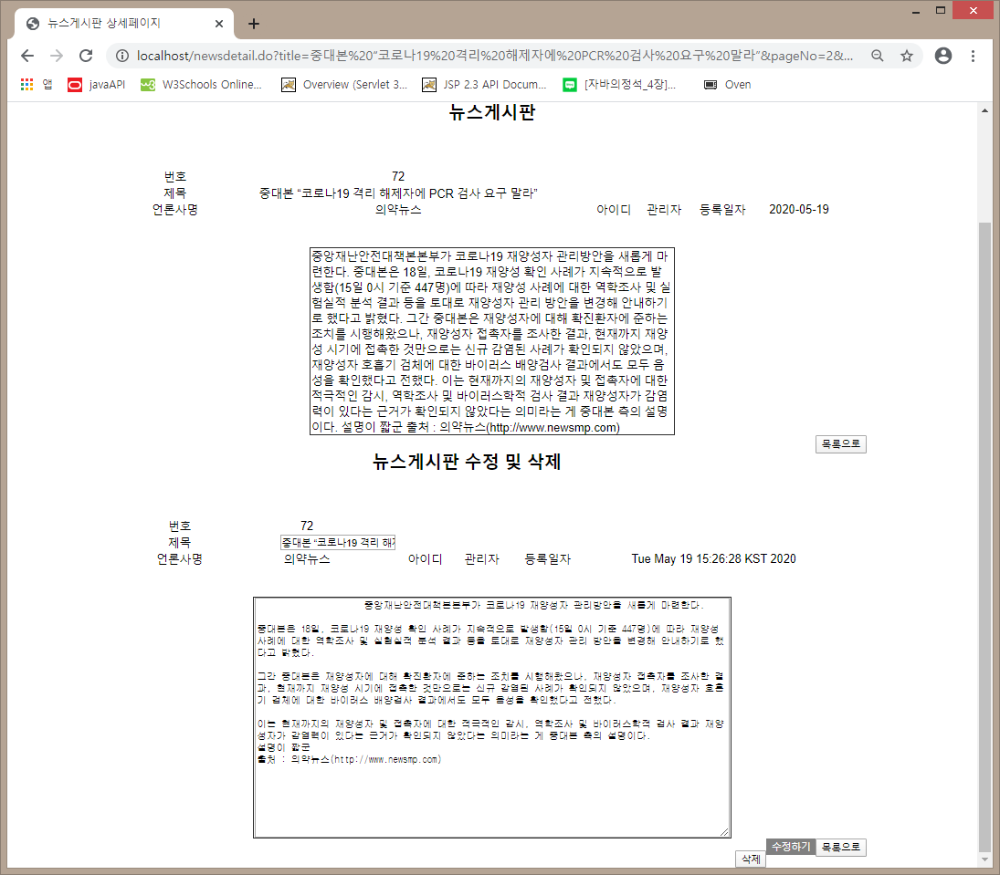 뉴스게시판 상세페이지
localhost/newsdetail.do?title=중대본%20“코로나19%20격리%20해제자에%20PCR%20검사%20요구%20말라”&pageNo=2&...
앱 javaAPI W3Schools Online... Overview (Servlet 3... JSP 2.3 API Docum... [자바의정석_4장]... Oven
뉴스게시판
번호 72
제목 중대본 “코로나19 격리 해제자에 PCR 검사 요구 말라”
언론사명 의약뉴스 아이디 관리자 등록일자 2020-05-19
중앙재난안전대책본본부가 코로나19 재양성자 관리방안을 새롭게 마
련한다. 중대본은 18일, 코로나19 재양성 확인 사례가 지속적으로 발
생함(15일 0시 기준 447명)에 따라 재양성 사례에 대한 역학조사 및 실
험실적 분석 결과 등을 토대로 재양성자 관리 방안을 변경해 안내하기
로 했다고 밝혔다. 그간 중대본은 재양성자에 대해 확진환자에 준하는
조치를 시행해왔으나, 재양성자 접촉자를 조사한 결과, 현재까지 재양
성 시기에 접촉한 것만으로는 신규 감염된 사례가 확인되지 않았으며,
재양성자 호흡기 검체에 대한 바이러스 배양검사 결과에서도 모두 음
성을 확인했다고 전했다. 이는 현재까지의 재양성자 및 접촉자에 대한
적극적인 감시, 역학조사 및 바이러스학적 검사 결과 재양성자가 감염
력이 있다는 근거가 확인되지 않았다는 의미라는 게 중대본 측의 설명
이다. 설명이 짧군 출처 : 의약뉴스(http://www.newsmp.com)
목록으로
뉴스게시판 수정 및 삭제
번호 72
제목 중대본 “코로나19 격리 해제
언론사명 의약뉴스 아이디 관리자 등록일자 Tue May 19 15:26:28 KST 2020
중앙재난안전대책본본부가 코로나19 재양성자 관리방안을 새롭게 마련한다.
중대본은 18일, 코로나19 재양성 확인 사례가 지속적으로 발생함(15일 0시 기준 447명)에 따라 재양성
사례에 대한 역학조사 및 실험실적 분석 결과 등을 토대로 재양성자 관리 방안을 변경해 안내하기로 했
다고 밝혔다.
그간 중대본은 재양성자에 대해 확진환자에 준하는 조치를 시행해왔으나, 재양성자 접촉자를 조사한 결
과, 현재까지 재양성 시기에 접촉한 것만으로는 신규 감염된 사례가 확인되지 않았으며, 재양성자 호흡
기 검체에 대한 바이러스 배양검사 결과에서도 모두 음성을 확인했다고 전했다.
이는 현재까지의 재양성자 및 접촉자에 대한 적극적인 감시, 역학조사 및 바이러스학적 검사 결과 재양
성자가 감염력이 있다는 근거가 확인되지 않았다는 의미라는 게 중대본 측의 설명이다.
설명이 짧군
출처 : 의약뉴스(http://www.newsmp.com)
수정하기 목록으로
삭제